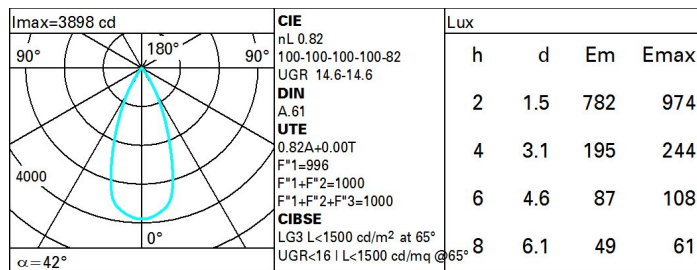 Imax=3898 cd
90° 180° 90°
4000
0°
α=42°
CIE
nL 0.82
100-100-100-100-82
UGR 14.6-14.6
DIN
A.61
UTE
0.82A+0.00T
F"1=996
F"1+F"2=1000
F"1+F"2+F"3=1000
CIBSE
LG3 L<1500 cd/m² at 65°
UGR<16 | L<1500 cd/mq @65°
Lux
h d Em Emax
2 1.5 782 974
4 3.1 195 244
6 4.6 87 108
8 6.1 49 61